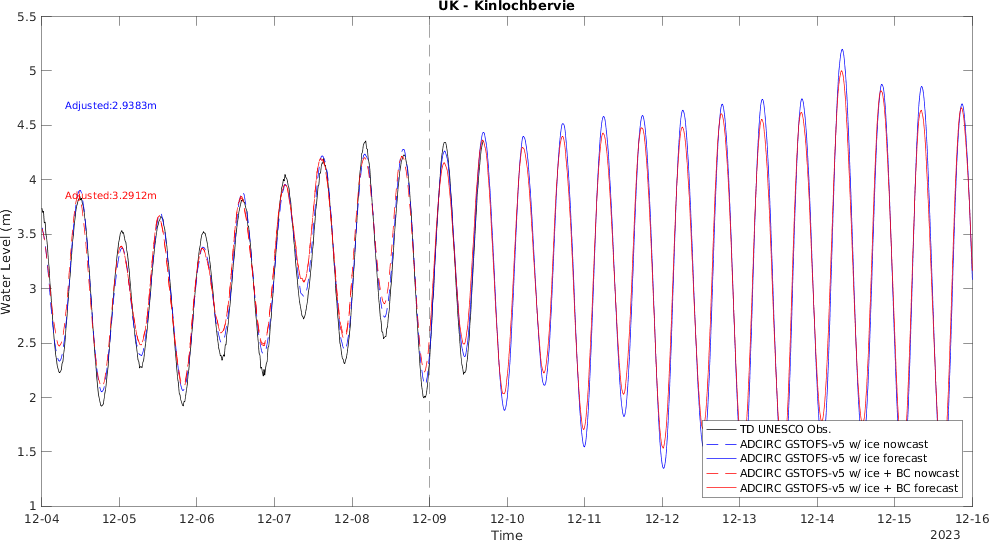 UK - Kinlochbervie
5.5
5
4.5
4
3.5
3
2.5
2
1.5
1
Water Level (m)
Adjusted:2.9383m
Adjusted:3.2912m
TD UNESCO Obs.
ADCIRC GSTOFS-v5 w/ ice nowcast
ADCIRC GSTOFS-v5 w/ ice forecast
ADCIRC GSTOFS-v5 w/ ice + BC nowcast
ADCIRC GSTOFS-v5 w/ ice + BC forecast
12-04 12-05 12-06 12-07 12-08 12-09 12-10 12-11 12-12 12-13 12-14 12-15 12-16
Time
2023